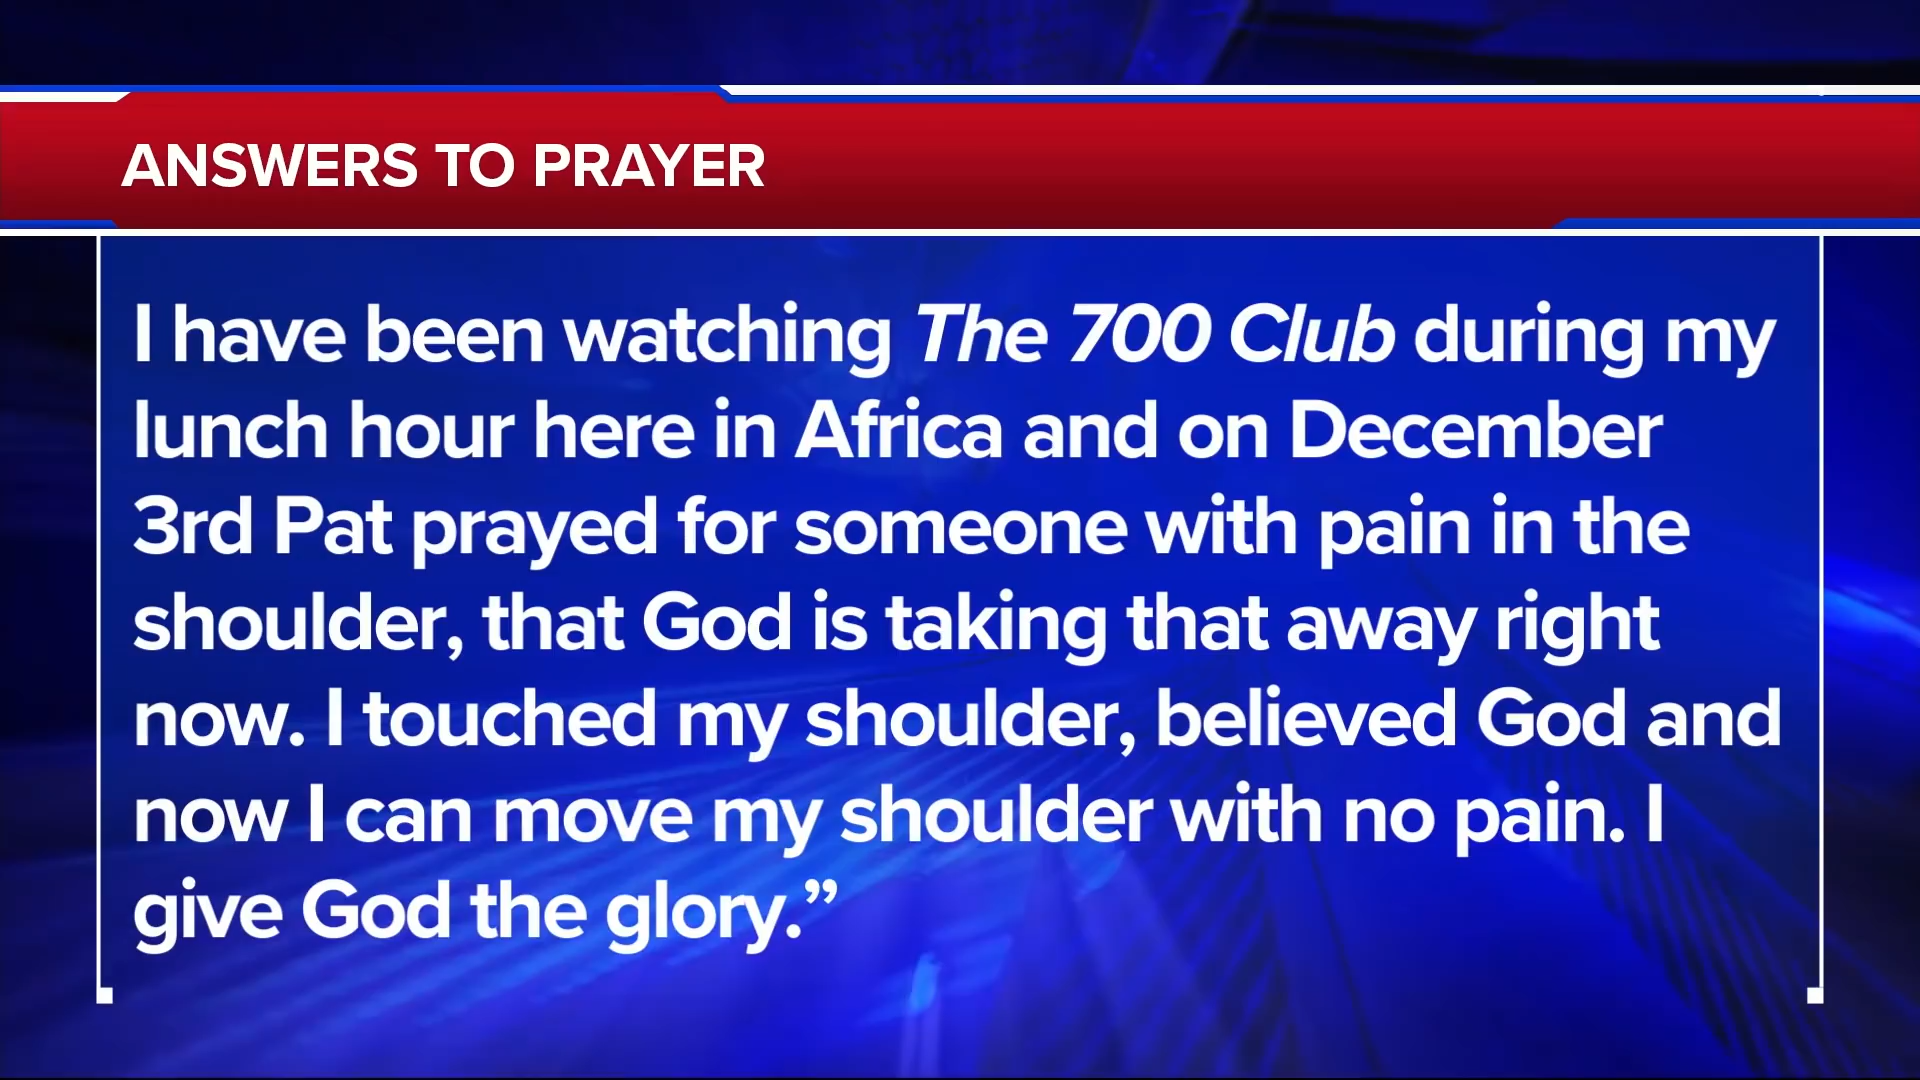 ANSWERS TO PRAYER
I have been watching The 700 Club during my
lunch hour here in Africa and on December
3rd Pat prayed for someone with pain in the
shoulder, that God is taking that away right
now. I touched my shoulder, believed God and
now I can move my shoulder with no pain. I
give God the glory.”